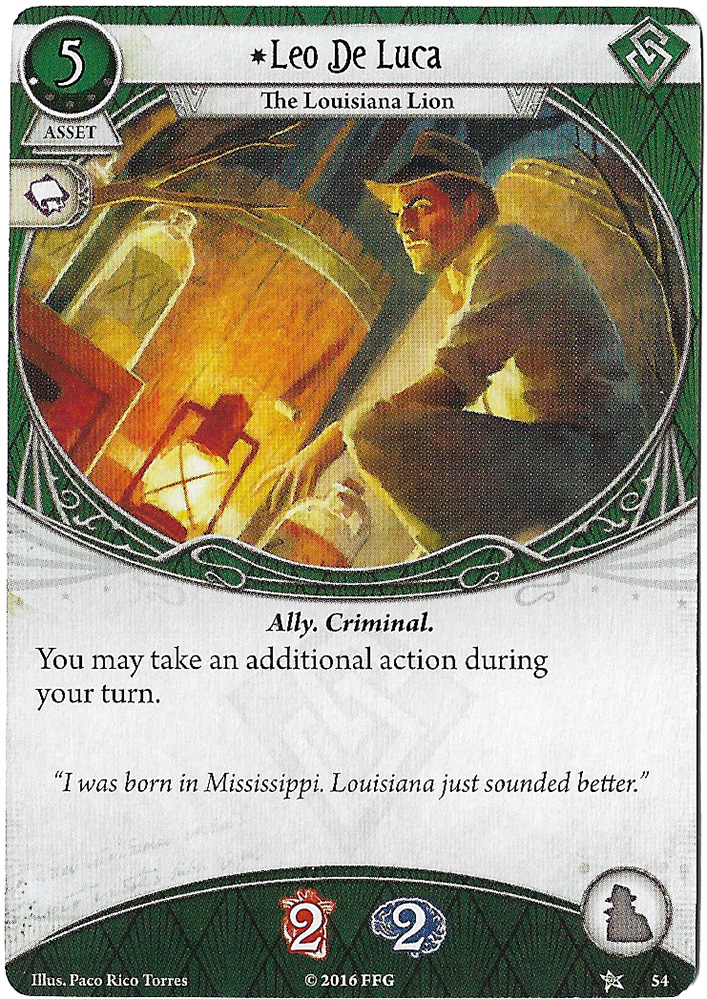 5
*Leo De Luca
The Louisiana Lion
ASSET
XX
Ally. Criminal.
You may take an additional action during
your turn.
“I was born in Mississippi. Louisiana just sounded better.”
2 2
Illus. Paco Rico Torres © 2016 FFG 54